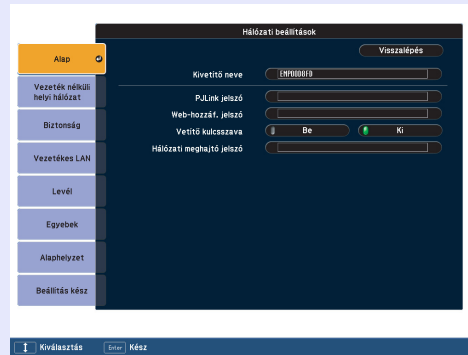 Hálózati beállítások
Visszalépés
Alap
Kivetítő neve
EMP0D08FD
Vezeték nélküli
helyi hálózat
PJLink jelszó
Web-hozzáf. jelszó
Biztonság
Vetítő kulcsszava
Be
Ki
Hálózati meghajtó jelszó
Vezetékes LAN
Levél
Egyebek
Alaphelyzet
Beállítás kész
Kiválasztás
Enter
Kész